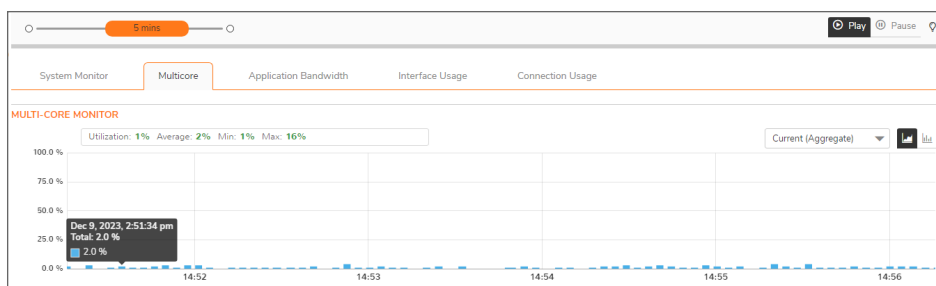 5 mins
Play Pause
System Monitor Multicore Application Bandwidth Interface Usage Connection Usage
MULTI-CORE MONITOR
Utilization: 1% Average: 2% Min: 1% Max: 16%
Current (Aggregate)
100.0 %
75.0 %
50.0 %
25.0 %
0.0 %
Dec 9, 2023, 2:51:34 pm
Total: 2.0 %
2.0 %
14:52 14:53 14:54 14:55 14:56